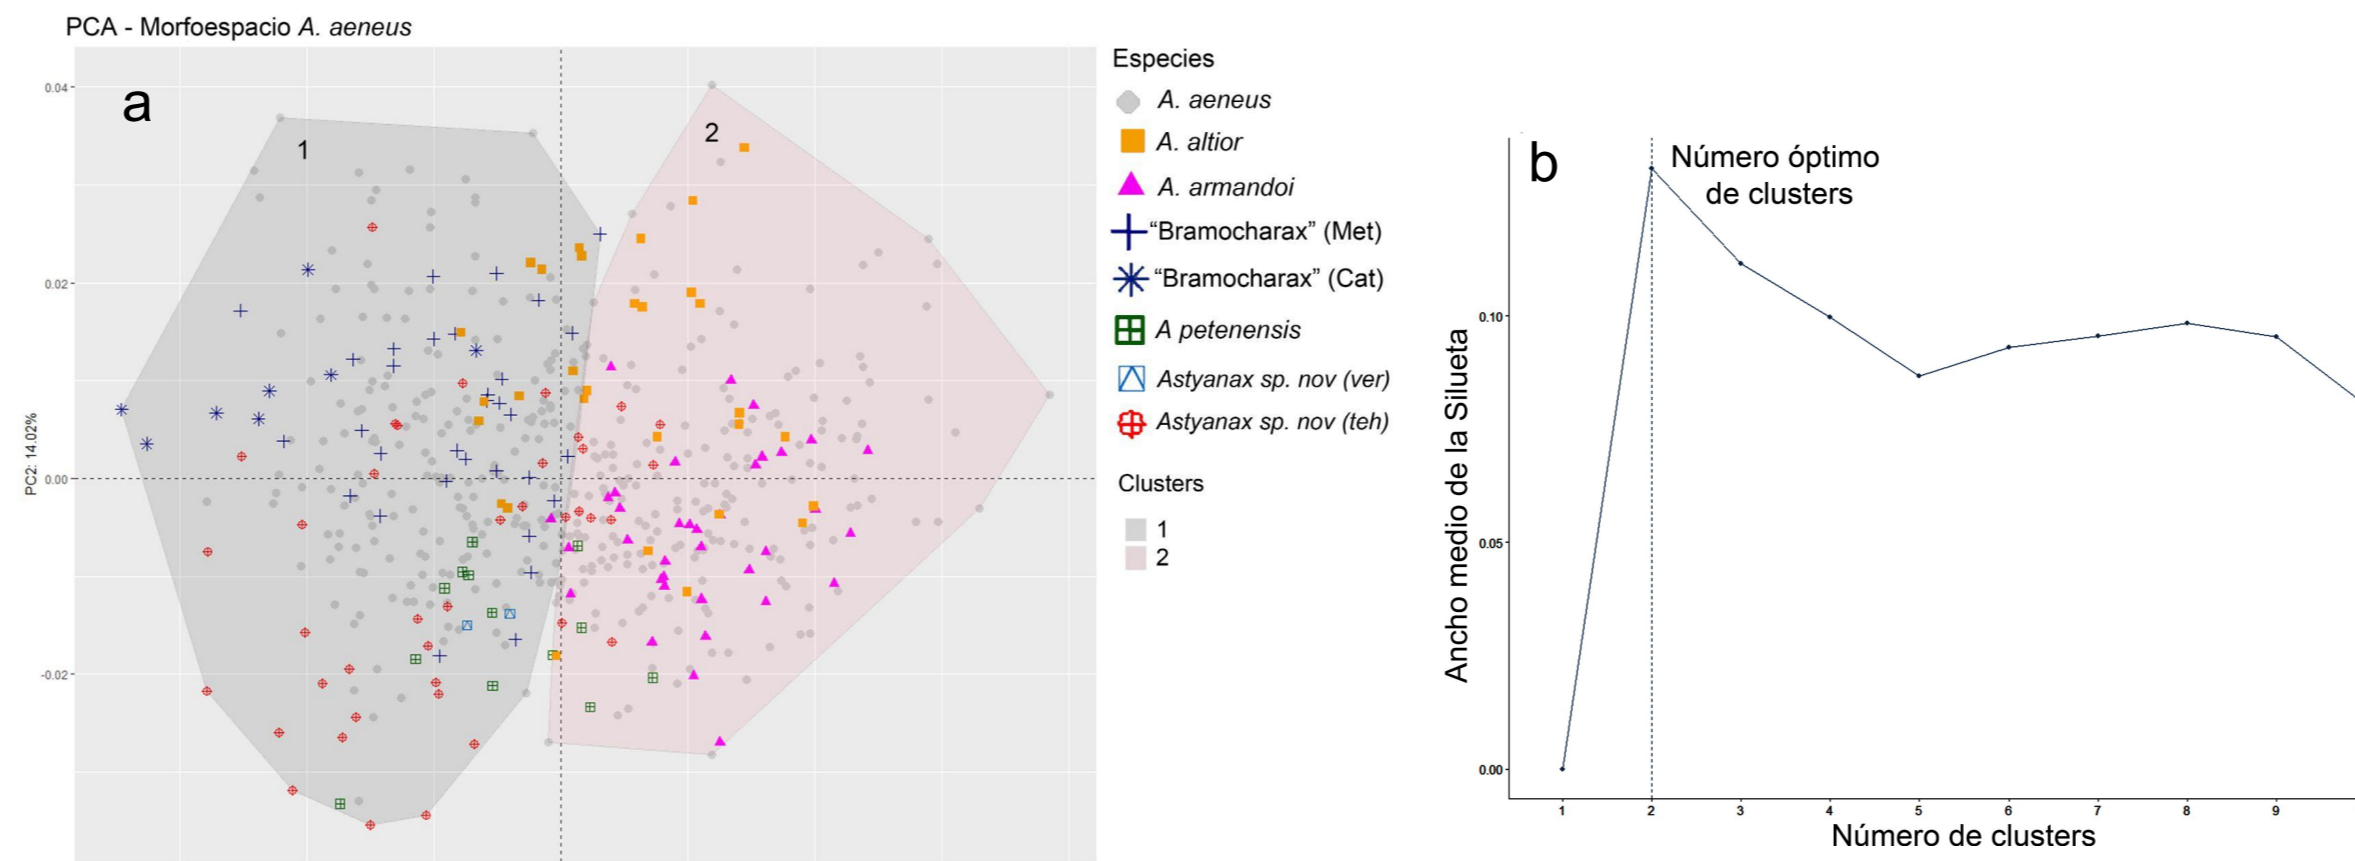 PCA - Morfoespacio A. aeneus
a
1
2
0.04
0.02
0.00
-0.02
PC2: 14.02%
Especies
A. aeneus
A. altior
A. armandoi
“Bramocharax” (Met)
“Bramocharax” (Cat)
A petenensis
Astyanax sp. nov (ver)
Astyanax sp. nov (teh)
Clusters
1
2
b
Número óptimo
de clusters
Ancho medio de la Silueta
0.10
0.05
0.00
1 2 3 4 5 6 7 8 9
Número de clusters